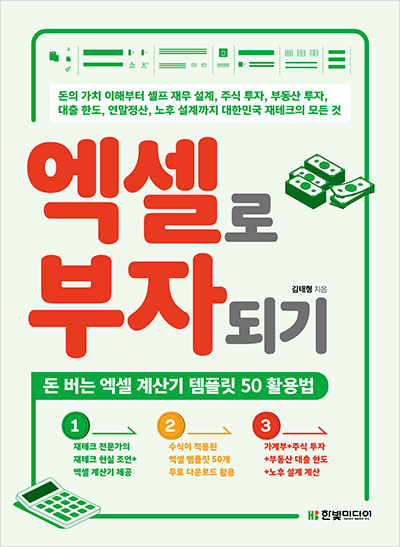 돈의 가치 이해부터 셀프 재무 설계, 주식 투자, 부동산 투자,
대출 한도, 연말정산, 노후 설계까지 대한민국 재테크의 모든 것
엑셀로
김태형 지음
부자되기
돈 버는 엑셀 계산기 템플릿 50 활용법
1
재테크 전문가의
재테크 현실 조언+
엑셀 계산기 제공
2
수식이 적용된
엑셀 템플릿 50개
무료 다운로드 활용
3
가계부+주식 투자
+부동산 대출 한도
+노후 설계 계산
HB 한빛미디어